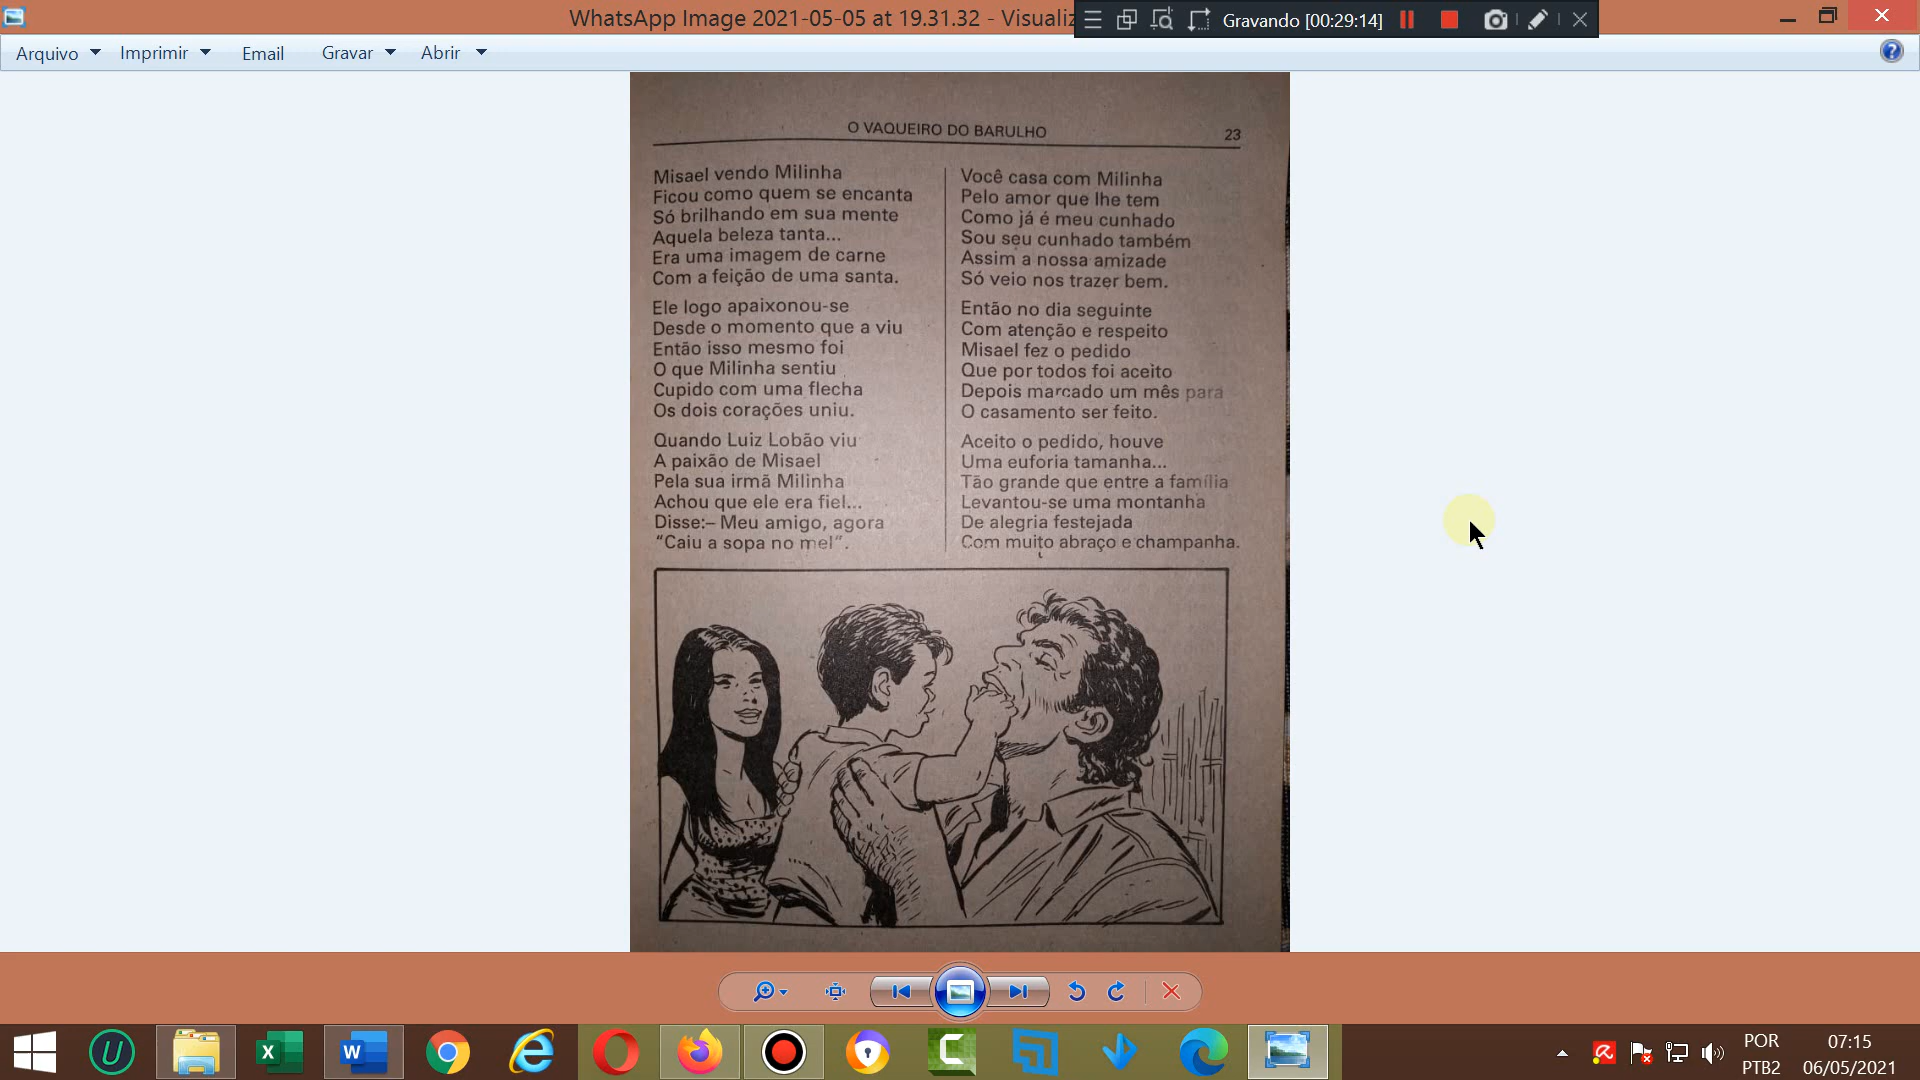 WhatsApp Image 2021-05-05 at 19.31.32 - Visualiz
Gravando [00:29:14]
Arquivo
Imprimir
Email
Gravar
Abrir
O VAQUEIRO DO BARULHO
23
Misael vendo Milinha
Ficou como quem se encanta
Só brilhando em sua mente
Aquela beleza tanta...
Era uma imagem de carne
Com a feição de uma santa.
Ele logo apaixonou-se
Desde o momento que a viu
Então isso mesmo foi
O que Milinha sentiu
Cupido com uma flecha
Os dois corações uniu.
Quando Luiz Lobão viu
A paixão de Misael
Pela sua irmã Milinha
Achou que ele era fiel...
Disse:– Meu amigo, agora
"Caiu a sopa no mel".
Você casa com Milinha
Pelo amor que lhe tem
Como já é meu cunhado
Sou seu cunhado também
Assim a nossa amizade
Só veio nos trazer bem.
Então no dia seguinte
Com atenção e respeito
Misael fez o pedido
Que por todos foi aceito
Depois marcado um mês para
O casamento ser feito.
Aceito o pedido, houve
Uma euforia tamanha...
Tão grande que entre a família
Levantou-se uma montanha
De alegria festejada
Com muito abraço e champanha.
POR
PTB2
07:15
06/05/2021